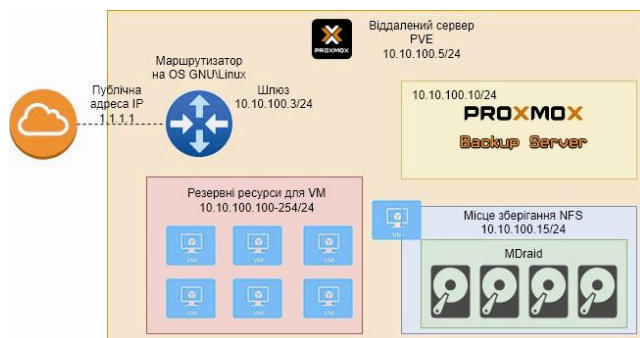 Віддалений сервер
PVE
10.10.100.5/24
PROXMOX
Маршрутизатор
на OS GNU\Linux
Шлюз
10.10.100.3/24
Публічна
адреса IP
1.1.1.1
10.10.100.10/24
PROXMOX
Backup Server
Резервні ресурси для VM
10.10.100.100-254/24
VM
VM
VM
VM
VM
VM
VM
Місце зберігання NFS
10.10.100.15/24
MDraid